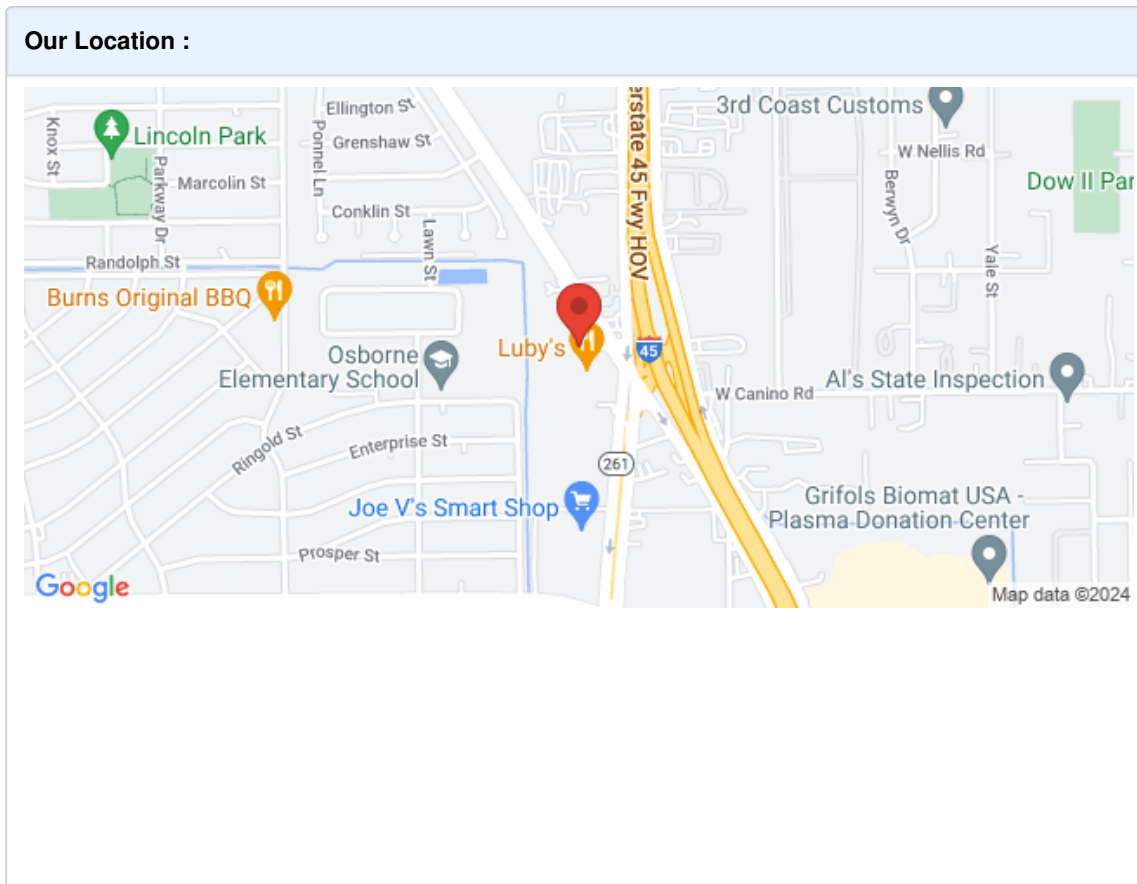 Our Location :
Ellington St
3rd Coast Customs
Knox St
Lincoln Park
Ponnel Ln
Grenshaw St
erstate 45 Fwy HOV
W Nellis Rd
Parkway Dr
Marcolin St
Berwyn Dr
Dow II Par
Conklin St
Lawn St
Yale St
Randolph St
Burns Original BBQ
Luby's
45
Osborne
Elementary School
Al's State Inspection
W Canino Rd
Ringold St
Enterprise St
261
Joe V's Smart Shop
Grifols Biomat USA -
Plasma Donation Center
Prosper St
Google
Map data ©2024